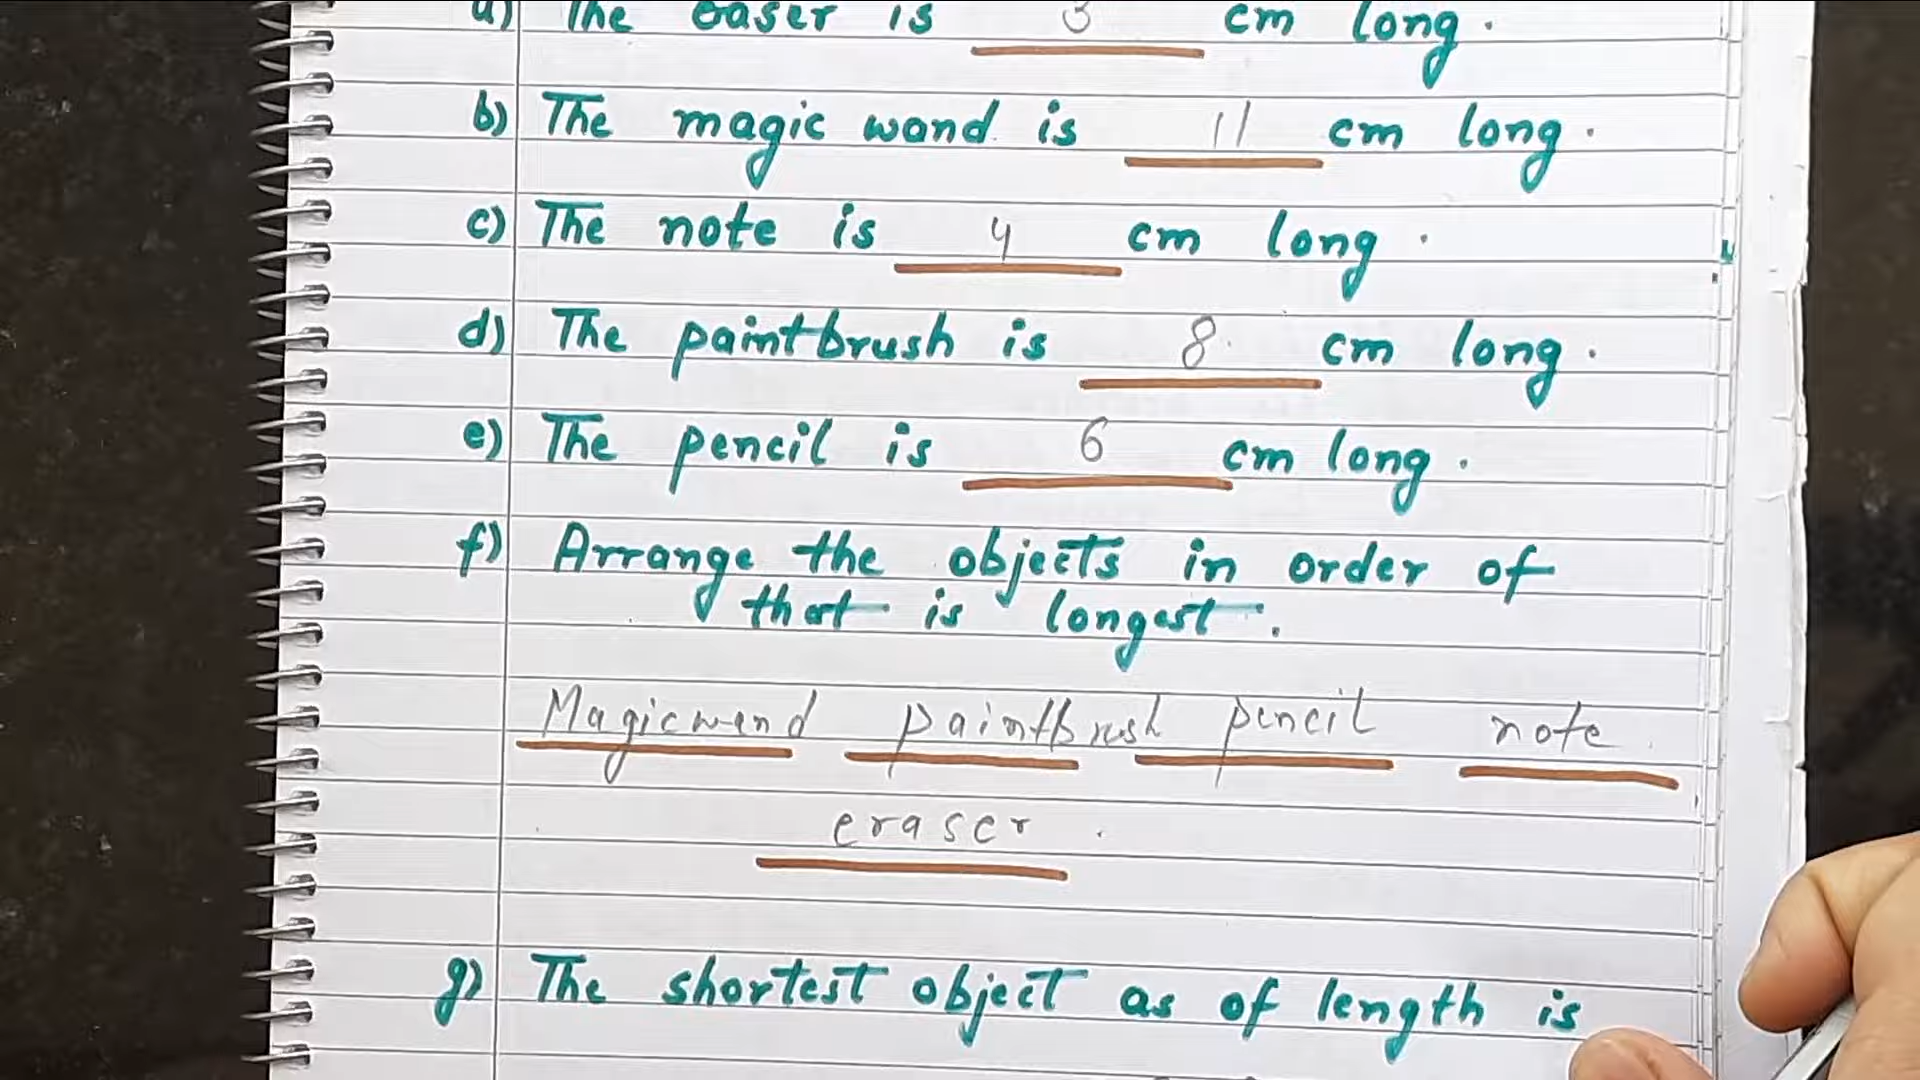 a) The Easer is 3 cm long.
b) The magic wand is 11 cm long.
c) The note is 4 cm long.
d) The paintbrush is 8 cm long.
e) The pencil is 6 cm long.
f) Arrange the objects in order of
that is longest.
Magicwand paintbrush pencil note
eraser.
g) The shortest object as of length is